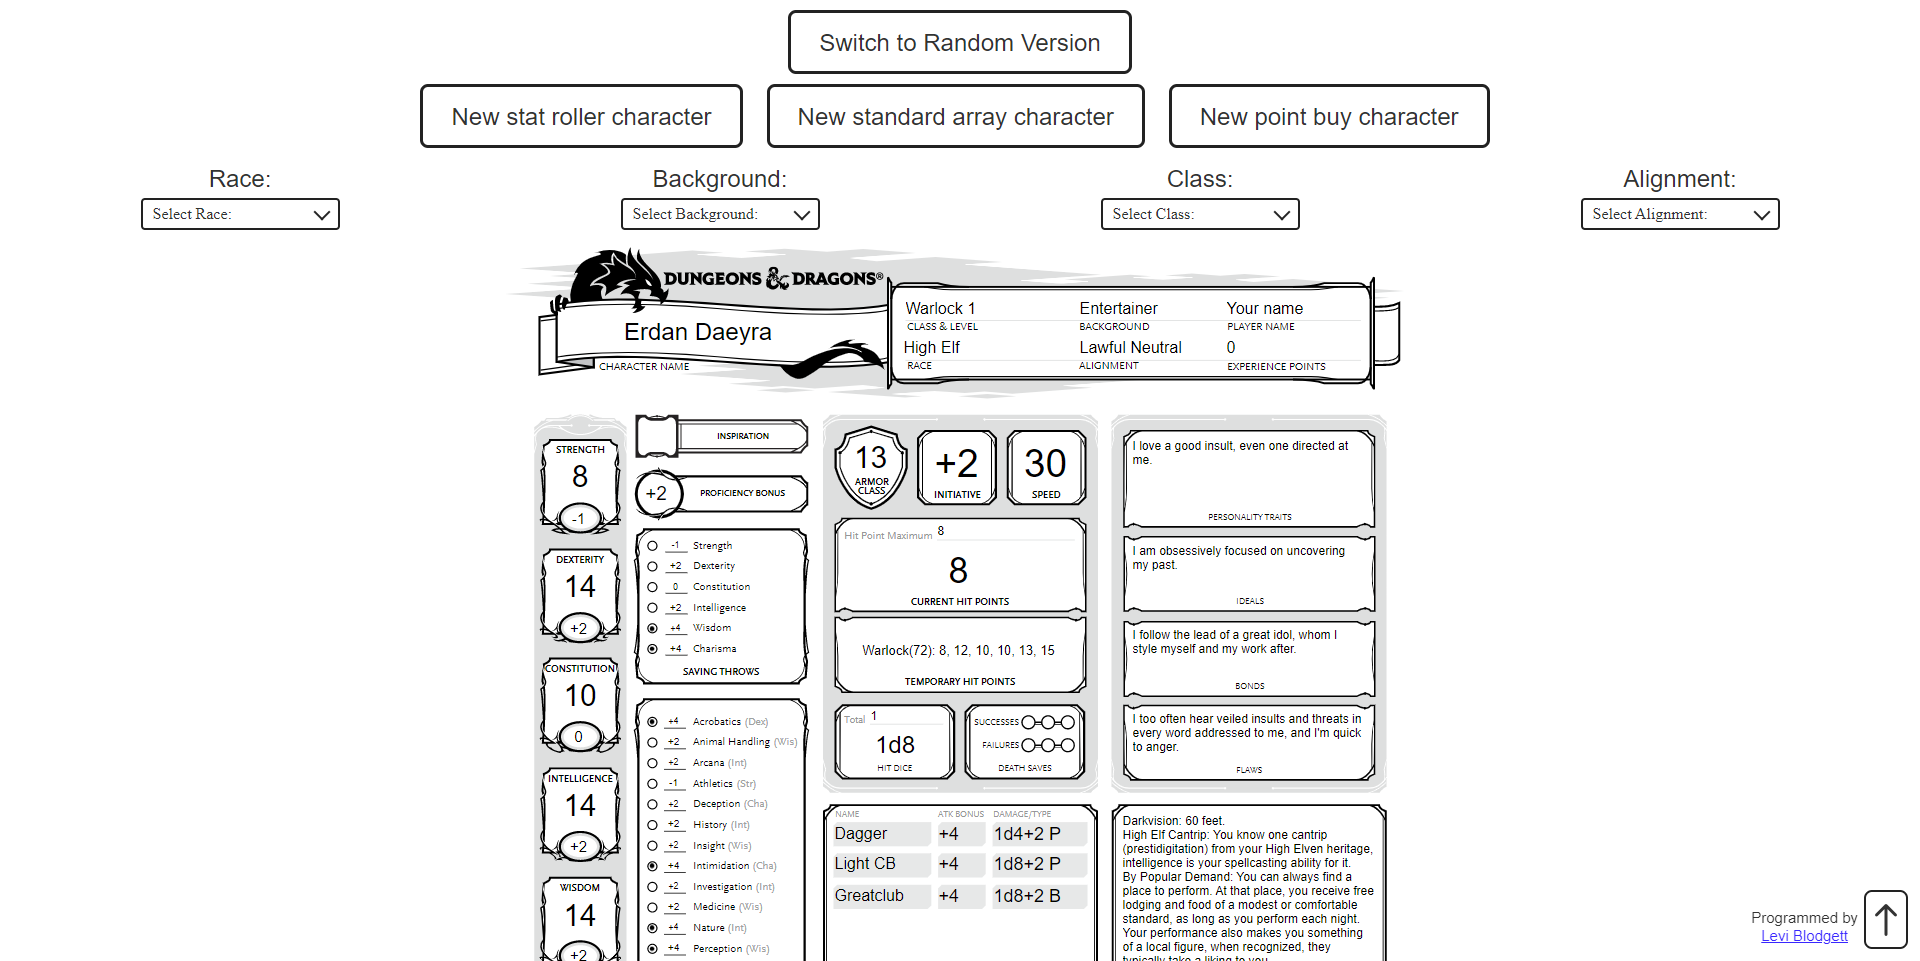 Switch to Random Version
New stat roller character
New standard array character
New point buy character
Race:
Background:
Class:
Alignment:
Select Race:
Select Background:
Select Class:
Select Alignment:
DUNGEONS & DRAGONS®
Erdan Daeyra
CHARACTER NAME
Warlock 1
Entertainer
Your name
CLASS & LEVEL
BACKGROUND
PLAYER NAME
High Elf
Lawful Neutral
0
RACE
ALIGNMENT
EXPERIENCE POINTS
STRENGTH
8
-1
DEXTERITY
14
+2
CONSTITUTION
10
0
INTELLIGENCE
14
+2
WISDOM
14
+2
INSPIRATION
+2
PROFICIENCY BONUS
-1 Strength
+2 Dexterity
0 Constitution
+2 Intelligence
+4 Wisdom
+4 Charisma
SAVING THROWS
+4 Acrobatics (Dex)
+2 Animal Handling (Wis)
+2 Arcana (Int)
-1 Athletics (Str)
+2 Deception (Cha)
+2 History (Int)
+2 Insight (Wis)
+4 Intimidation (Cha)
+2 Investigation (Int)
+2 Medicine (Wis)
+4 Nature (Int)
+4 Perception (Wis)
13
ARMOR
CLASS
+2
INITIATIVE
30
SPEED
Hit Point Maximum 8
8
CURRENT HIT POINTS
Warlock(72): 8, 12, 10, 10, 13, 15
TEMPORARY HIT POINTS
Total 1
1d8
HIT DICE
SUCCESSES
FAILURES
DEATH SAVES
NAME ATK BONUS DAMAGE/TYPE
Dagger +4 1d4+2 P
Light CB +4 1d8+2 P
Greatclub +4 1d8+2 B
I love a good insult, even one directed at
me.
PERSONALITY TRAITS
I am obsessively focused on uncovering
my past.
IDEALS
I follow the lead of a great idol, whom I
style myself and my work after.
BONDS
I too often hear veiled insults and threats in
every word addressed to me, and I'm quick
to anger.
FLAWS
Darkvision: 60 feet.
High Elf Cantrip: You know one cantrip
(prestidigitation) from your High Elven heritage,
intelligence is your spellcasting ability for it.
By Popular Demand: You can always find a
place to perform. At that place, you receive free
lodging and food of a modest or comfortable
standard, as long as you perform each night.
Your performance also makes you something
of a local figure, when recognized, they
typically take a liking to you.
Programmed by
Levi Blodgett